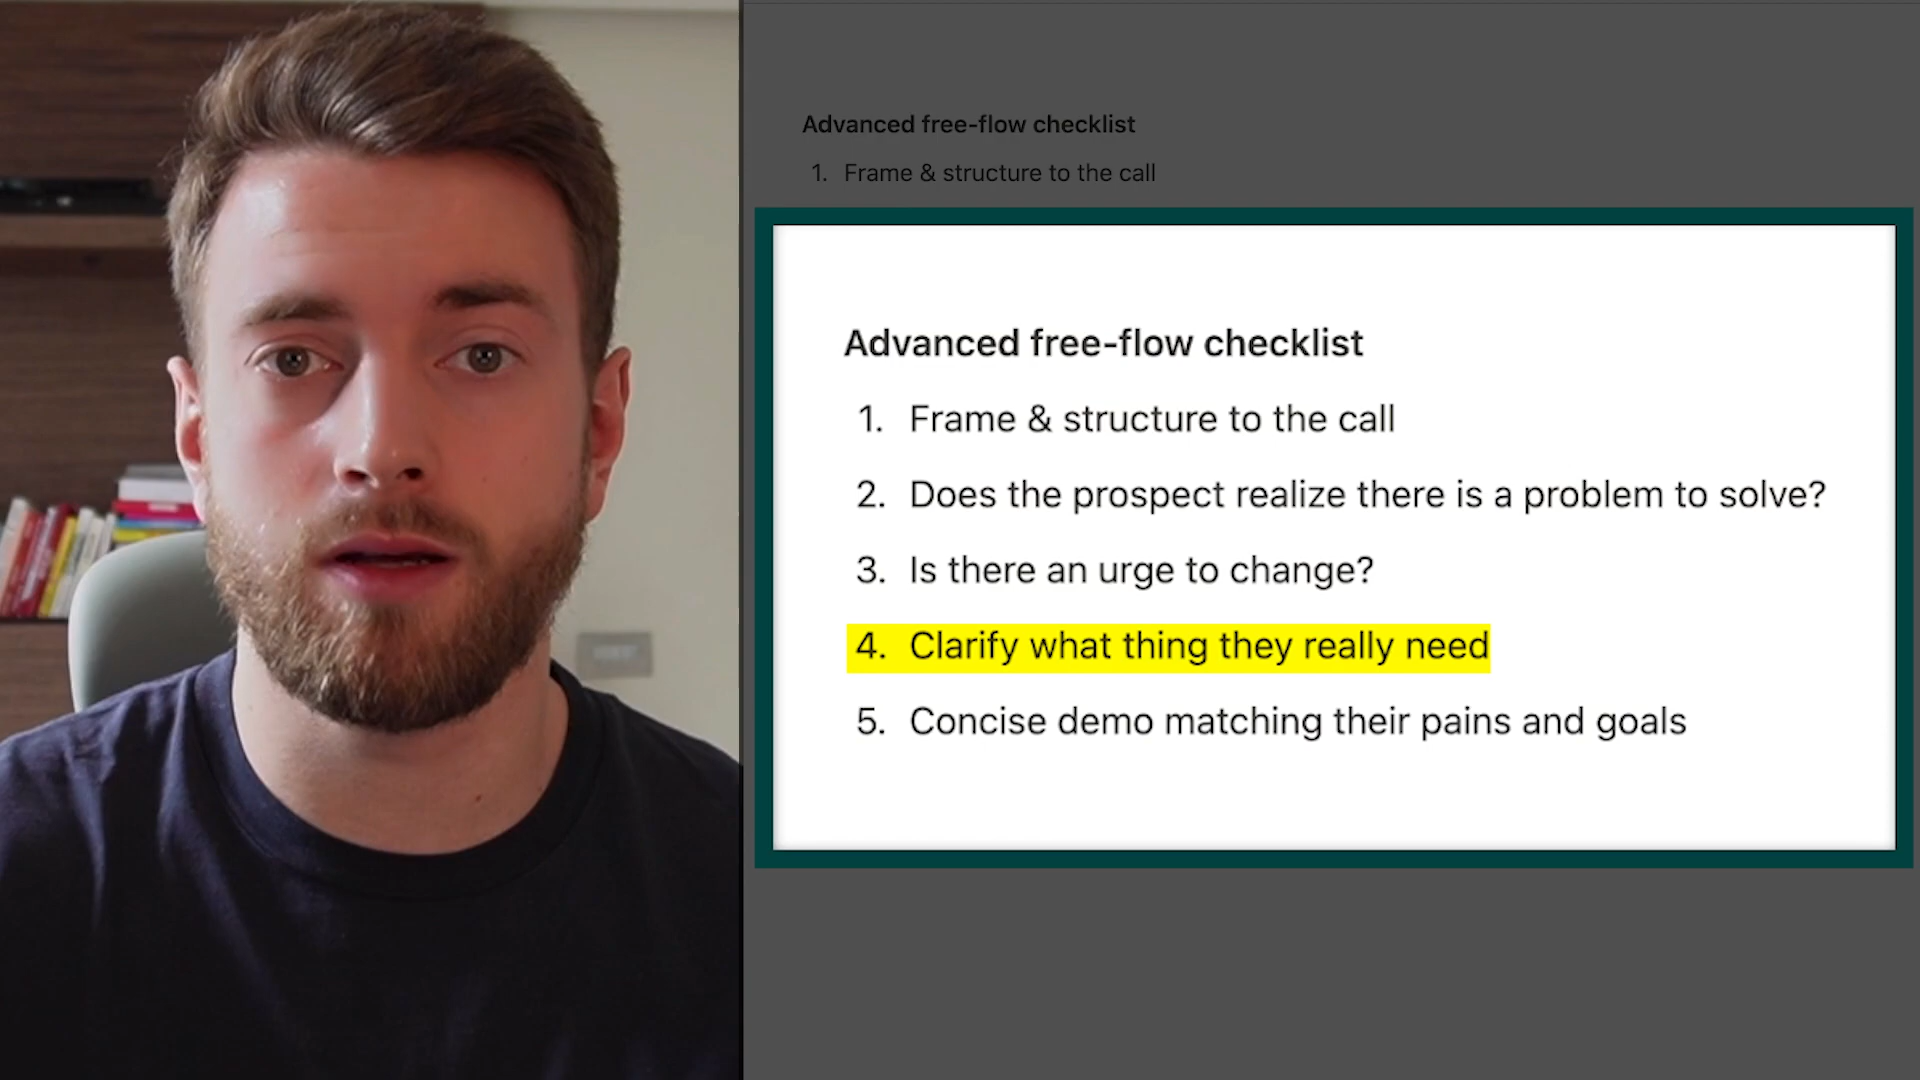 Advanced free-flow checklist
1. Frame & structure to the call
Advanced free-flow checklist
1. Frame & structure to the call
2. Does the prospect realize there is a problem to solve?
3. Is there an urge to change?
4. Clarify what thing they really need
5. Concise demo matching their pains and goals